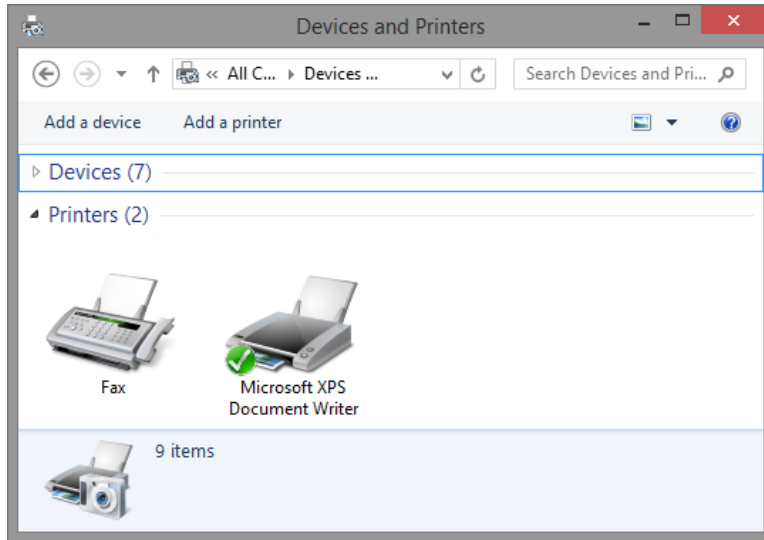 Devices and Printers
« All C... Devices ... Search Devices and Pri...
Add a device Add a printer
Devices (7)
Printers (2)
Fax
Microsoft XPS
Document Writer
9 items